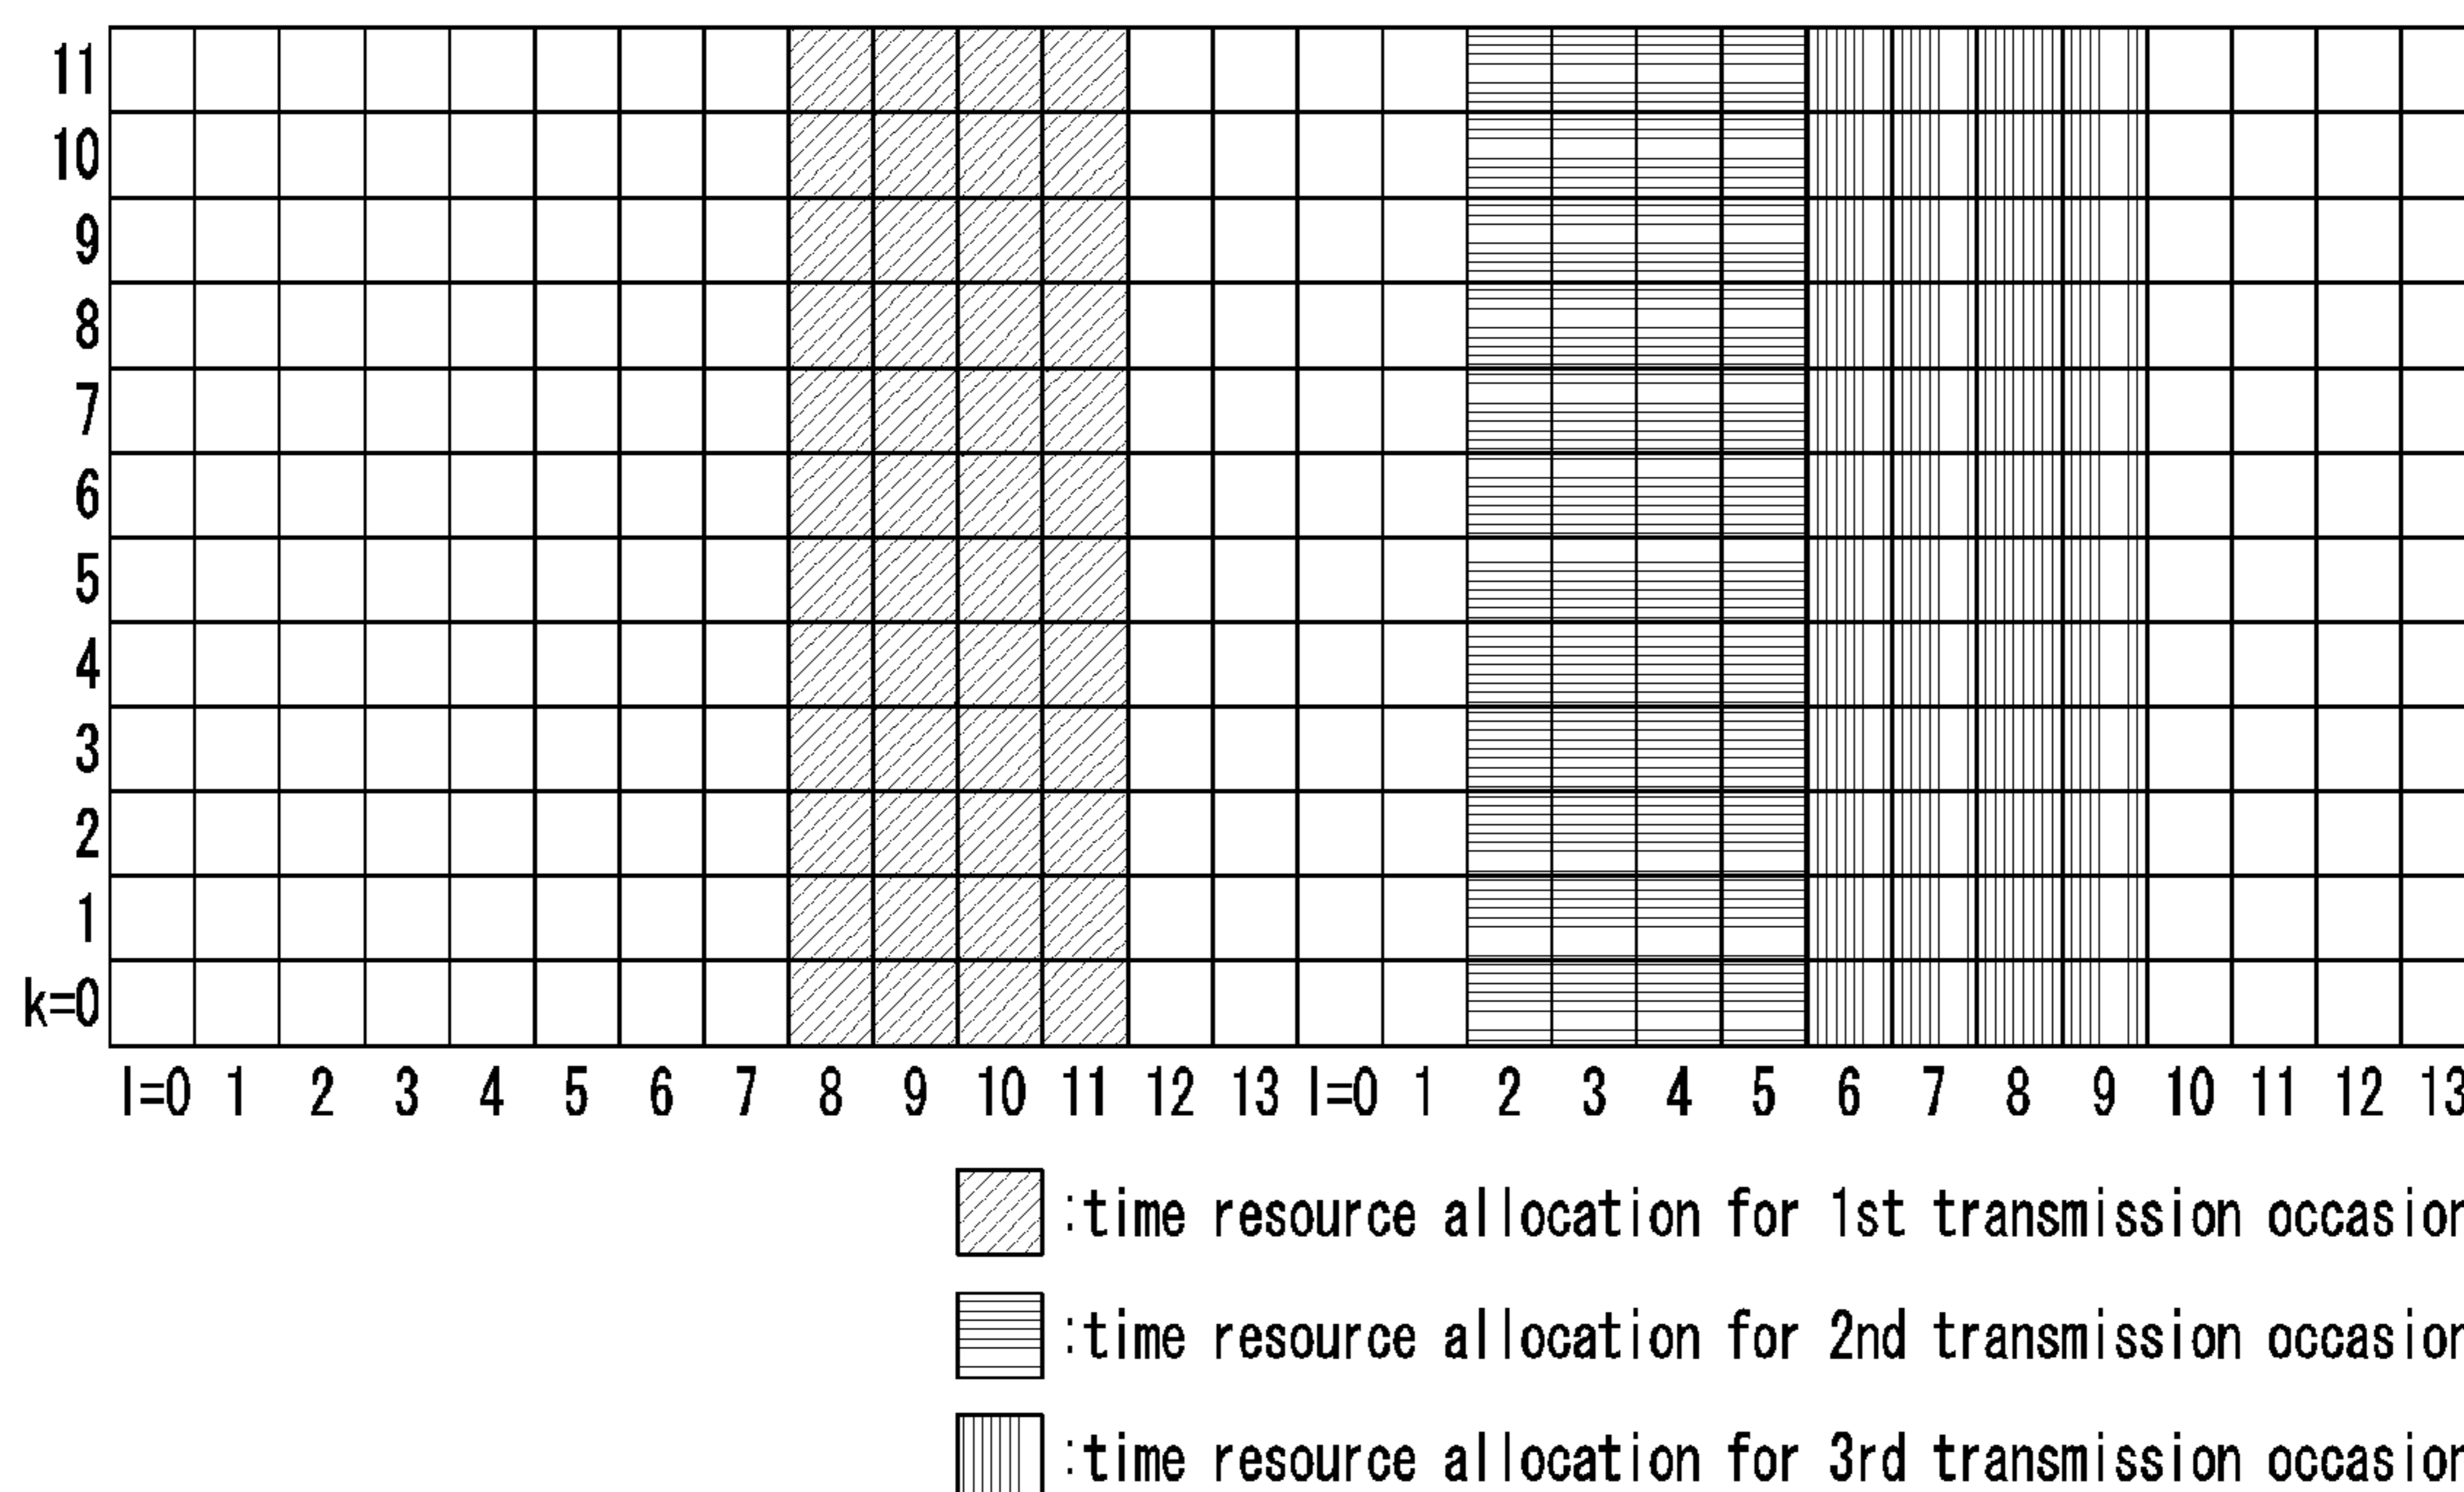 11
10
9
8
7
6
5
4
3
2
1
k=0
l=0 1 2 3 4 5 6 7 8 9 10 11 12 13 l=0 1 2 3 4 5 6 7 8 9 10 11 12 13
:time resource allocation for 1st transmission occasion
:time resource allocation for 2nd transmission occasion
:time resource allocation for 3rd transmission occasion